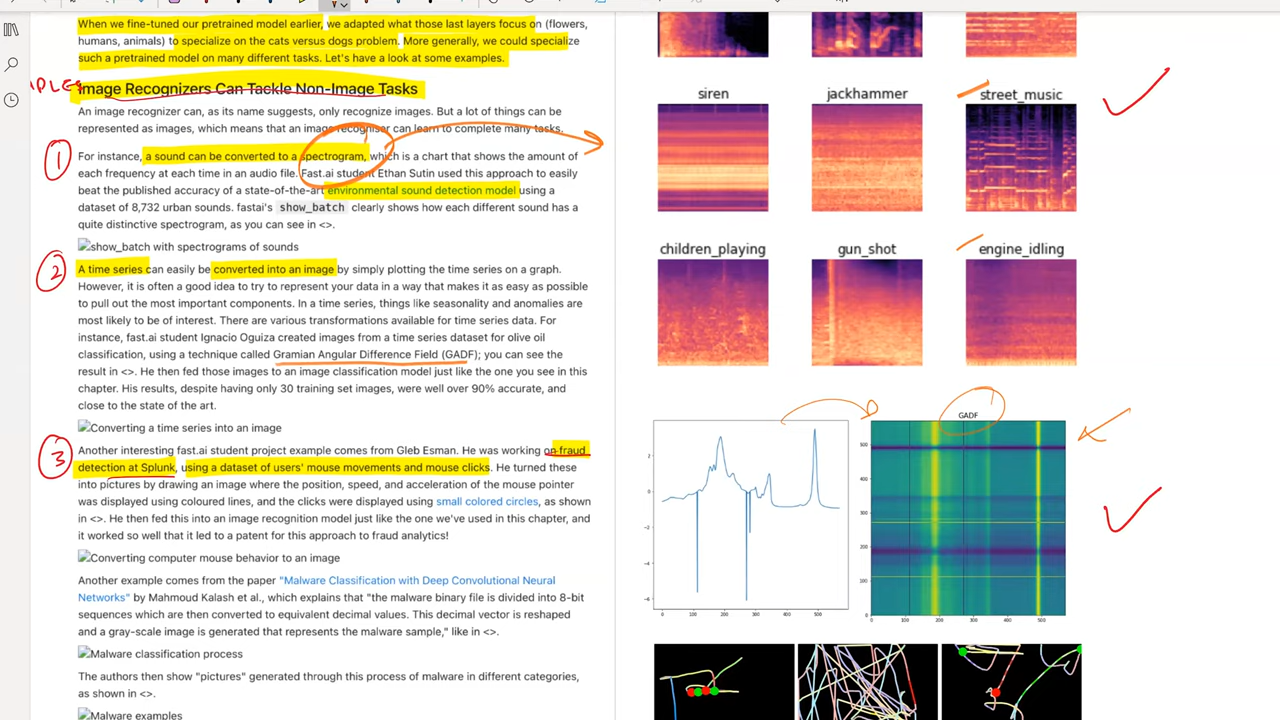 When we fine-tuned our pretrained model earlier, we adapted what those last layers focus on (flowers,
humans, animals) to specialize on the cats versus dogs problem. More generally, we could specialize
such a pretrained model on many different tasks. Let's have a look at some examples.
Image Recognizers Can Tackle Non-Image Tasks
An image recognizer can, as its name suggests, only recognize images. But a lot of things can be
represented as images, which means that an image recogniser can learn to complete many tasks.
1
For instance, a sound can be converted to a spectrogram, which is a chart that shows the amount of
each frequency at each time in an audio file. Fast.ai student Ethan Sutin used this approach to easily
beat the published accuracy of a state-of-the-art environmental sound detection model using a
dataset of 8,732 urban sounds. fastai's show_batch clearly shows how each different sound has a
quite distinctive spectrogram, as you can see in <>.
show_batch with spectrograms of sounds
2
A time series can easily be converted into an image by simply plotting the time series on a graph.
However, it is often a good idea to try to represent your data in a way that makes it as easy as possible
to pull out the most important components. In a time series, things like seasonality and anomalies are
most likely to be of interest. There are various transformations available for time series data. For
instance, fast.ai student Ignacio Oguiza created images from a time series dataset for olive oil
classification, using a technique called Gramian Angular Difference Field (GADF); you can see the
result in <>. He then fed those images to an image classification model just like the one you see in this
chapter. His results, despite having only 30 training set images, were well over 90% accurate, and
close to the state of the art.
Converting a time series into an image
3
Another interesting fast.ai student project example comes from Gleb Esman. He was working on fraud
detection at Splunk, using a dataset of users' mouse movements and mouse clicks. He turned these
into pictures by drawing an image where the position, speed, and acceleration of the mouse pointer
was displayed using coloured lines, and the clicks were displayed using small colored circles, as shown
in <>. He then fed this into an image recognition model just like the one we've used in this chapter, and
it worked so well that it led to a patent for this approach to fraud analytics!
Converting computer mouse behavior to an image
Another example comes from the paper "Malware Classification with Deep Convolutional Neural
Networks" by Mahmoud Kalash et al., which explains that "the malware binary file is divided into 8-bit
sequences which are then converted to equivalent decimal values. This decimal vector is reshaped
and a gray-scale image is generated that represents the malware sample," like in <>.
Malware classification process
The authors then show "pictures" generated through this process of malware in different categories,
as shown in <>.
Malware examples
siren jackhammer street_music
children_playing gun_shot engine_idling
2
0
−2
−4
−6
0 100 200 300 400 500
GADF
500
400
300
200
100
0
0 100 200 300 400 500